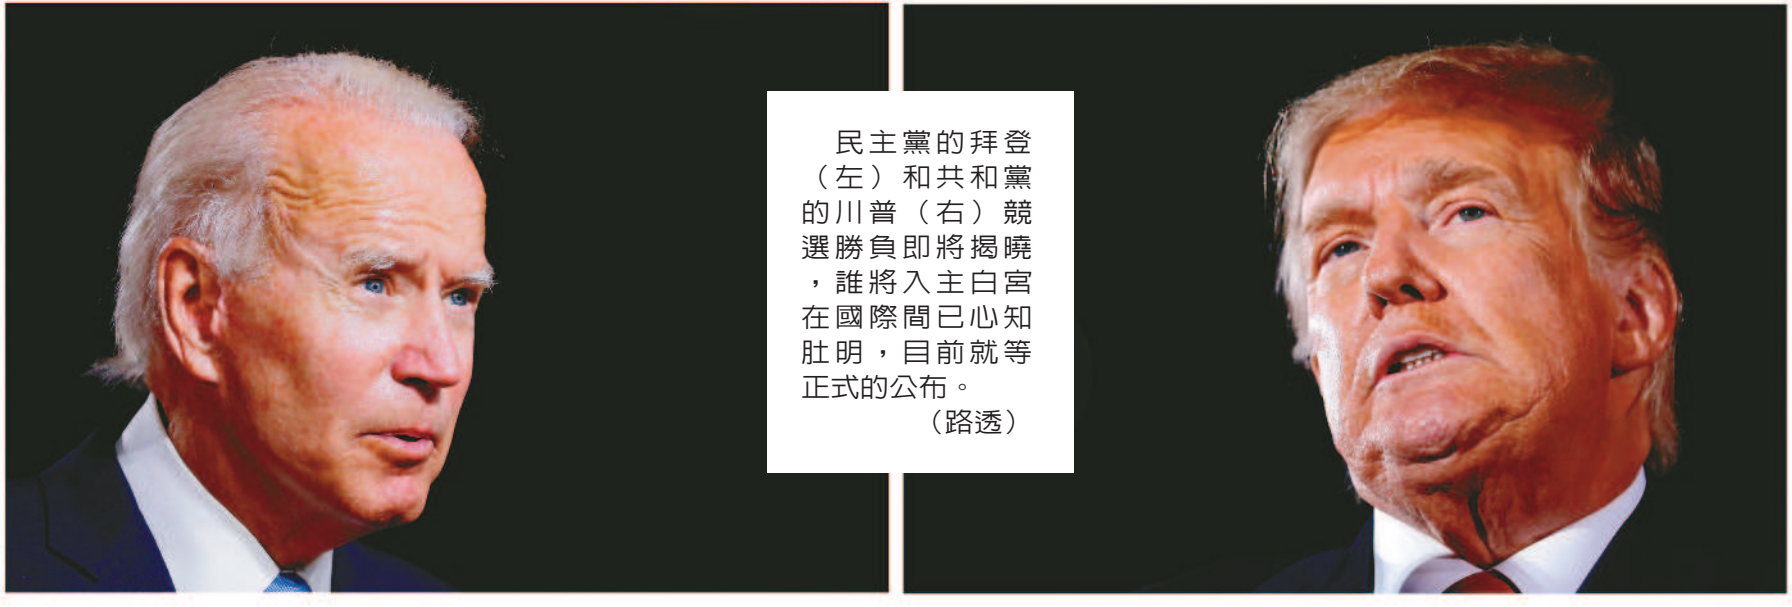 民主黨的拜登
（左）和共和黨
的川普（右）競
選勝負即將揭曉
，誰將入主白宮
在國際間已心知
肚明，目前就等
正式的公布。
（路透）